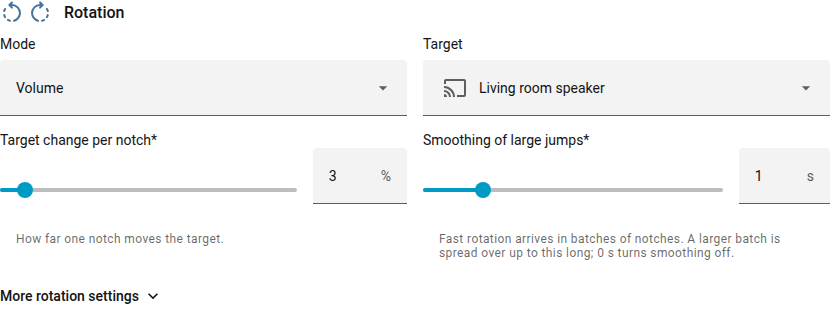 Rotation
Mode
Target
Volume
Living room speaker
Target change per notch*
Smoothing of large jumps*
3 %
1 s
How far one notch moves the target.
Fast rotation arrives in batches of notches. A larger batch is
spread over up to this long; 0 s turns smoothing off.
More rotation settings